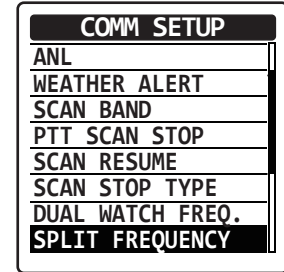 COMM SETUP
ANL
WEATHER ALERT
SCAN BAND
PTT SCAN STOP
SCAN RESUME
SCAN STOP TYPE
DUAL WATCH FREQ.
SPLIT FREQUENCY